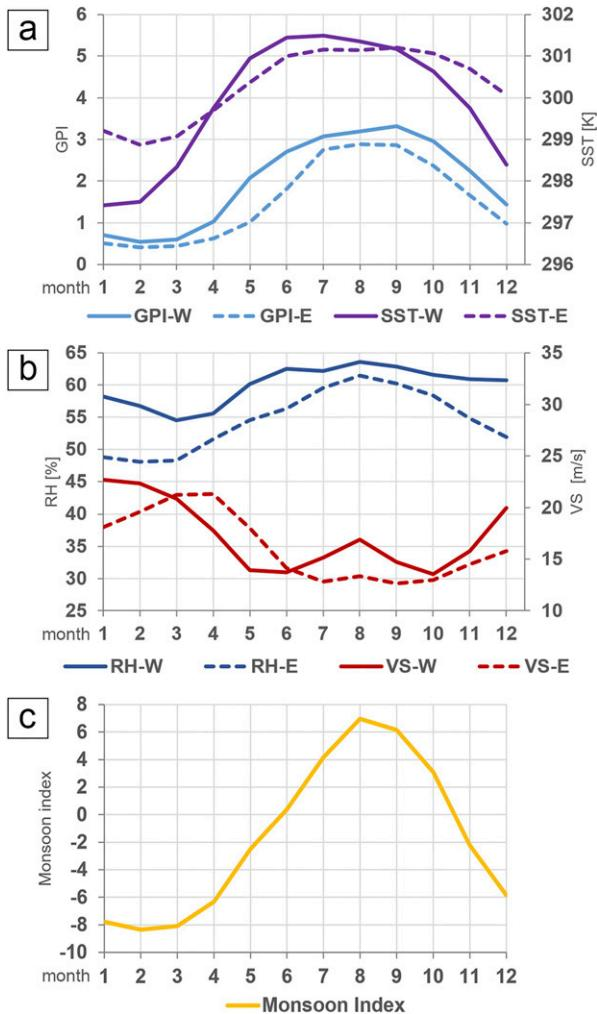 a
6
5
4
3
2
1
0
GPI
302
301
300
299
298
297
296
SST [K]
month 1 2 3 4 5 6 7 8 9 10 11 12
GPI-W GPI-E SST-W SST-E
b
65
60
55
50
45
40
35
30
25
RH [%]
35
30
25
20
15
10
VS [m/s]
month 1 2 3 4 5 6 7 8 9 10 11 12
RH-W RH-E VS-W VS-E
c
8
6
4
2
0
-2
-4
-6
-8
-10
Monsoon index
month 1 2 3 4 5 6 7 8 9 10 11 12
Monsoon Index